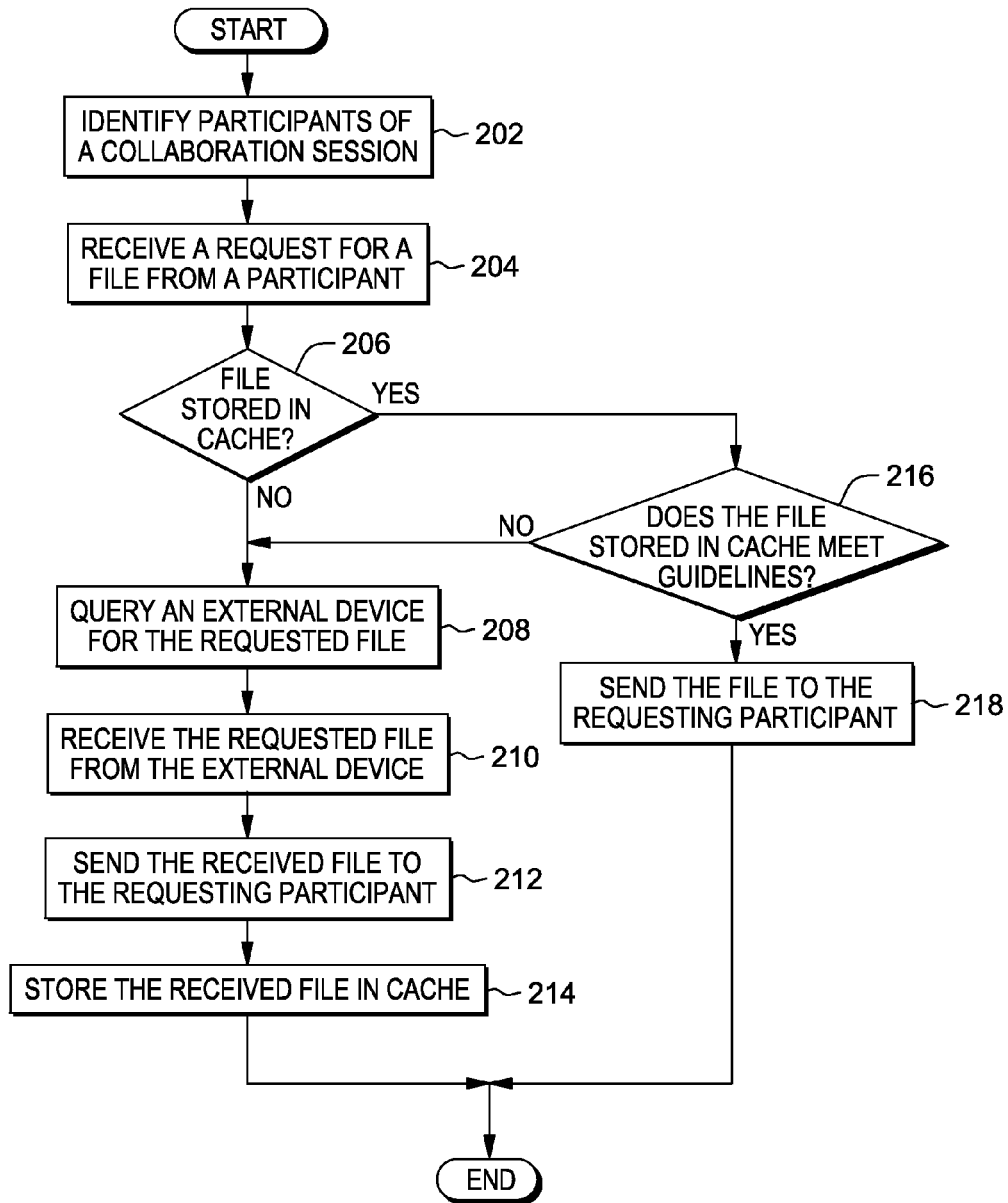 START
IDENTIFY PARTICIPANTS OF
A COLLABORATION SESSION
202
RECEIVE A REQUEST FOR A
FILE FROM A PARTICIPANT
204
206
FILE
STORED IN
CACHE?
YES
NO
216
DOES THE FILE
STORED IN CACHE MEET
GUIDELINES?
NO
YES
QUERY AN EXTERNAL DEVICE
FOR THE REQUESTED FILE
208
SEND THE FILE TO THE
REQUESTING PARTICIPANT
218
RECEIVE THE REQUESTED FILE
FROM THE EXTERNAL DEVICE
210
SEND THE RECEIVED FILE TO
THE REQUESTING PARTICIPANT
212
STORE THE RECEIVED FILE IN CACHE
214
END